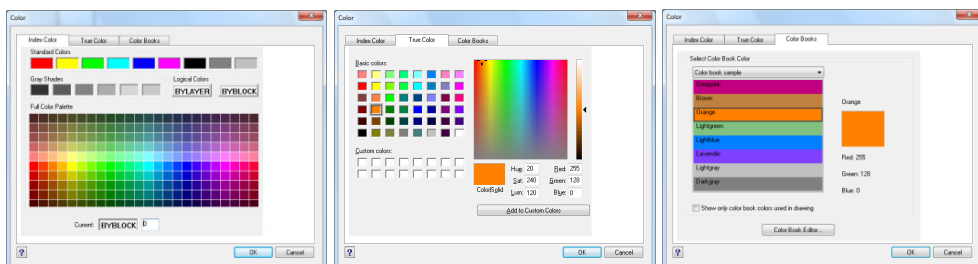 Color
Index Color True Color Color Books
Standard Colors
Gray Shades Logical Colors
BYLAYER BYBLOCK
Full Color Palette
Current: BYBLOCK 0
? OK Cancel
Color
Index Color True Color Color Books
Basic colors:
Custom colors:
Color|Solid
Hue: 20 Red: 255
Sat: 240 Green: 128
Lum: 120 Blue: 0
Add to Custom Colors
? OK Cancel
Color
Index Color True Color Color Books
Select Color Book Color
Color book sample
Brown
Orange
Lightgreen
Lightblue
Lavender
Lightgray
Darkgray
Orange
Red: 255
Green: 128
Blue: 0
Show only color book colors used in drawing
Color Book Editor...
? OK Cancel